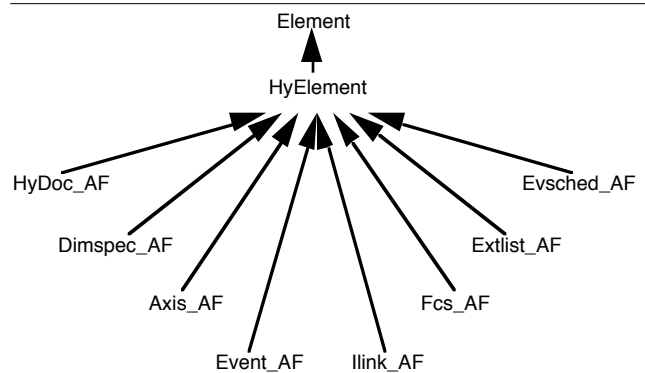 Element
HyElement
HyDoc_AF
Evsched_AF
Dimspec_AF
Extlist_AF
Axis_AF
Fcs_AF
Event_AF
Ilink_AF